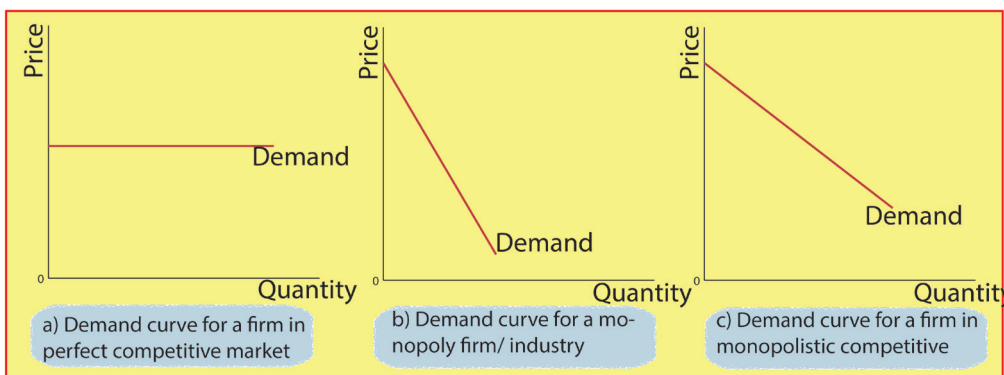 Price
Demand
0
Quantity
a) Demand curve for a firm in
perfect competitive market
Price
Demand
0
Quantity
b) Demand curve for a mo-
nopoly firm/ industry
Price
Demand
0
Quantity
c) Demand curve for a firm in
monopolistic competitive